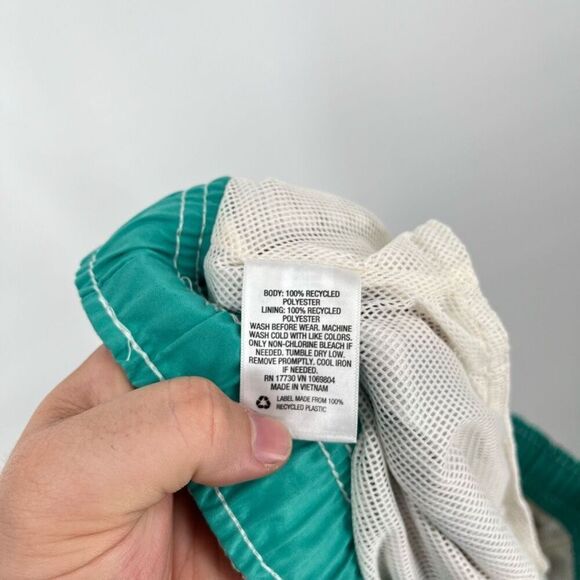 BODY: 100% RECYCLED
POLYESTER
LINING: 100% RECYCLED
POLYESTER
WASH BEFORE WEAR. MACHINE
WASH COLD WITH LIKE COLORS.
ONLY NON-CHLORINE BLEACH IF
NEEDED. TUMBLE DRY LOW.
REMOVE PROMPTLY. COOL IRON
IF NEEDED.
RN 17730 VN 1069804
MADE IN VIETNAM
LABEL MADE FROM 100%
RECYCLED PLASTIC